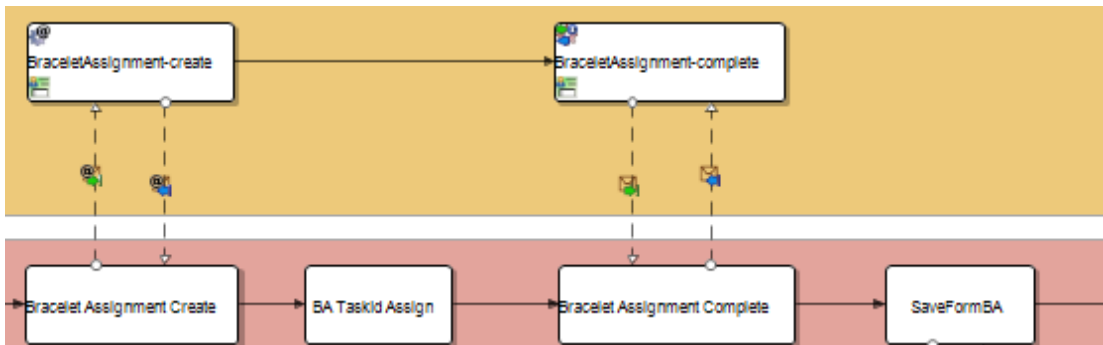 BraceletAssignment-create
BraceletAssignment-complete
Bracelet Assignment Create
BA TaskId Assign
Bracelet Assignment Complete
SaveFormBA